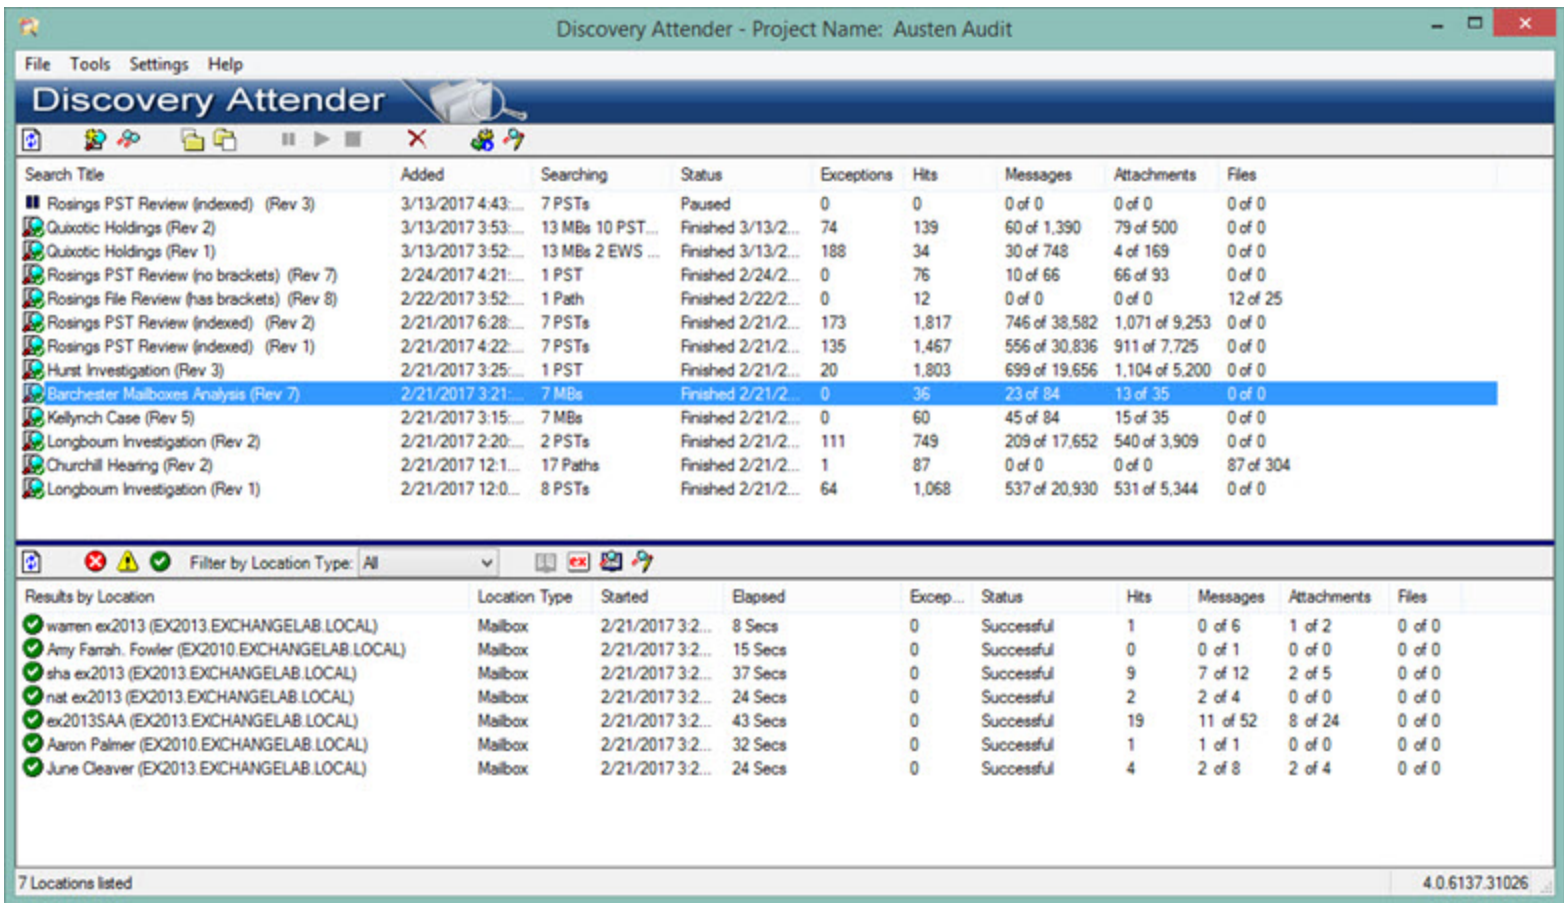 Discovery Attender - Project Name: Austen Audit
File Tools Settings Help
Discovery Attender
Search Title Added Searching Status Exceptions Hits Messages Attachments Files
Rosings PST Review (indexed) (Rev 3) 3/13/2017 4:43:... 7 PSTs Paused 0 0 0 of 0 0 of 0 0 of 0
Quixotic Holdings (Rev 2) 3/13/2017 3:53:... 13 MBs 10 PST... Finished 3/13/2... 74 139 60 of 1,390 79 of 500 0 of 0
Quixotic Holdings (Rev 1) 3/13/2017 3:52:... 13 MBs 2 EWS ... Finished 3/13/2... 188 34 30 of 748 4 of 169 0 of 0
Rosings PST Review (no brackets) (Rev 7) 2/24/2017 4:21:... 1 PST Finished 2/24/2... 0 76 10 of 66 66 of 93 0 of 0
Rosings File Review (has brackets) (Rev 8) 2/22/2017 3:52:... 1 Path Finished 2/22/2... 0 12 0 of 0 0 of 0 12 of 25
Rosings PST Review (indexed) (Rev 2) 2/21/2017 6:28:... 7 PSTs Finished 2/21/2... 173 1,817 746 of 38,582 1,071 of 9,253 0 of 0
Rosings PST Review (indexed) (Rev 1) 2/21/2017 4:22:... 7 PSTs Finished 2/21/2... 135 1,467 556 of 30,836 911 of 7,725 0 of 0
Hurst Investigation (Rev 3) 2/21/2017 3:25:... 1 PST Finished 2/21/2... 20 1,803 699 of 19,656 1,104 of 5,200 0 of 0
Barchester Mailboxes Analysis (Rev 7) 2/21/2017 3:21:... 7 MBs Finished 2/21/2... 0 36 23 of 84 13 of 35 0 of 0
Kellynch Case (Rev 5) 2/21/2017 3:15:... 7 MBs Finished 2/21/2... 0 60 45 of 84 15 of 35 0 of 0
Longbourn Investigation (Rev 2) 2/21/2017 2:20:... 2 PSTs Finished 2/21/2... 111 749 209 of 17,652 540 of 3,909 0 of 0
Churchill Hearing (Rev 2) 2/21/2017 12:1... 17 Paths Finished 2/21/2... 1 87 0 of 0 0 of 0 87 of 304
Longbourn Investigation (Rev 1) 2/21/2017 12:0... 8 PSTs Finished 2/21/2... 64 1,068 537 of 20,930 531 of 5,344 0 of 0
Filter by Location Type: All ex
Results by Location Location Type Started Elapsed Excep... Status Hits Messages Attachments Files
warren ex2013 (EX2013.EXCHANGELAB.LOCAL) Mailbox 2/21/2017 3:2... 8 Secs 0 Successful 1 0 of 6 1 of 2 0 of 0
Amy Farrah. Fowler (EX2010.EXCHANGELAB.LOCAL) Mailbox 2/21/2017 3:2... 15 Secs 0 Successful 0 0 of 1 0 of 0 0 of 0
sha ex2013 (EX2013.EXCHANGELAB.LOCAL) Mailbox 2/21/2017 3:2... 37 Secs 0 Successful 9 7 of 12 2 of 5 0 of 0
nat ex2013 (EX2013.EXCHANGELAB.LOCAL) Mailbox 2/21/2017 3:2... 24 Secs 0 Successful 2 2 of 4 0 of 0 0 of 0
ex2013SAA (EX2013.EXCHANGELAB.LOCAL) Mailbox 2/21/2017 3:2... 43 Secs 0 Successful 19 11 of 52 8 of 24 0 of 0
Aaron Palmer (EX2010.EXCHANGELAB.LOCAL) Mailbox 2/21/2017 3:2... 32 Secs 0 Successful 1 1 of 1 0 of 0 0 of 0
June Cleaver (EX2013.EXCHANGELAB.LOCAL) Mailbox 2/21/2017 3:2... 24 Secs 0 Successful 4 2 of 8 2 of 4 0 of 0
7 Locations listed 4.0.6137.31026